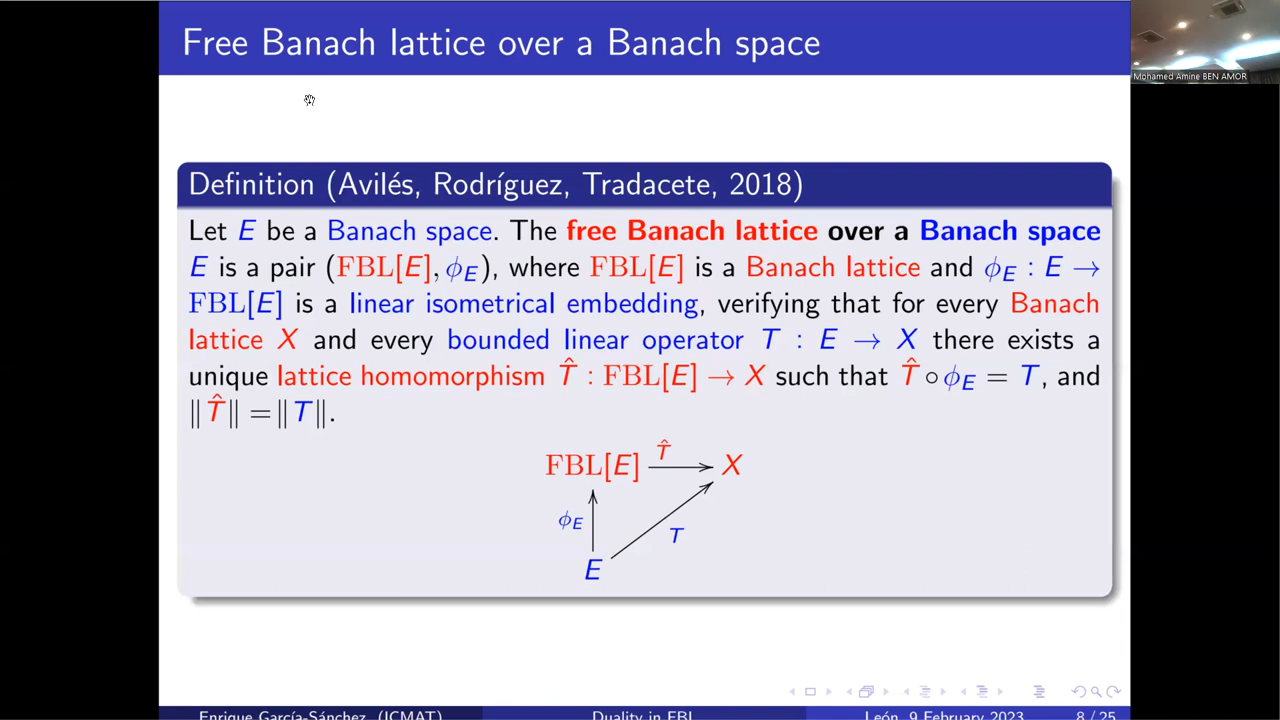 Free Banach lattice over a Banach space
Mohamed Amine BEN AMOR
Definition (Avilés, Rodríguez, Tradacete, 2018)
Let E be a Banach space. The free Banach lattice over a Banach space
E is a pair (FBL[E], ϕ_E), where FBL[E] is a Banach lattice and ϕ_E : E →
FBL[E] is a linear isometrical embedding, verifying that for every Banach
lattice X and every bounded linear operator T : E → X there exists a
unique lattice homomorphism T̂ : FBL[E] → X such that T̂ ∘ ϕ_E = T, and
∥T̂∥ = ∥T∥.
T̂
FBL[E] X
ϕ_E
T
E
Enrique García-Sánchez (ICMAT) Duality in FBL León, 9 February 2023 8 / 25